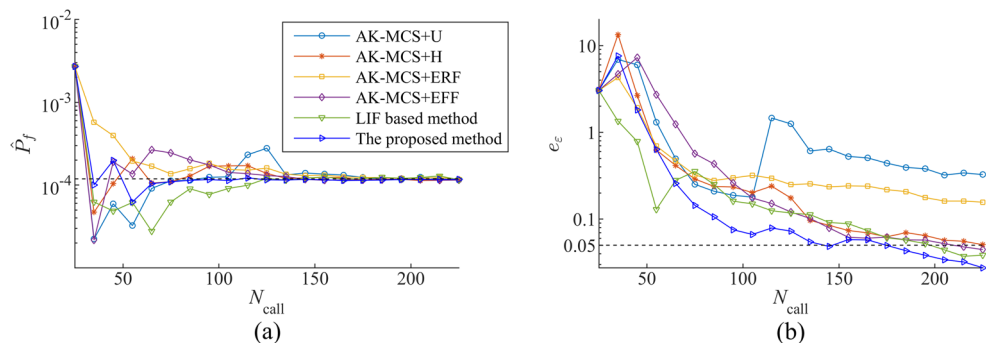 10^-2
10^-3
10^-4
P̂_f
50
100
150
200
N_call
(a)
AK-MCS+U
AK-MCS+H
AK-MCS+ERF
AK-MCS+EFF
LIF based method
The proposed method
10
1
0.1
0.05
e_ε
50
100
150
200
N_call
(b)